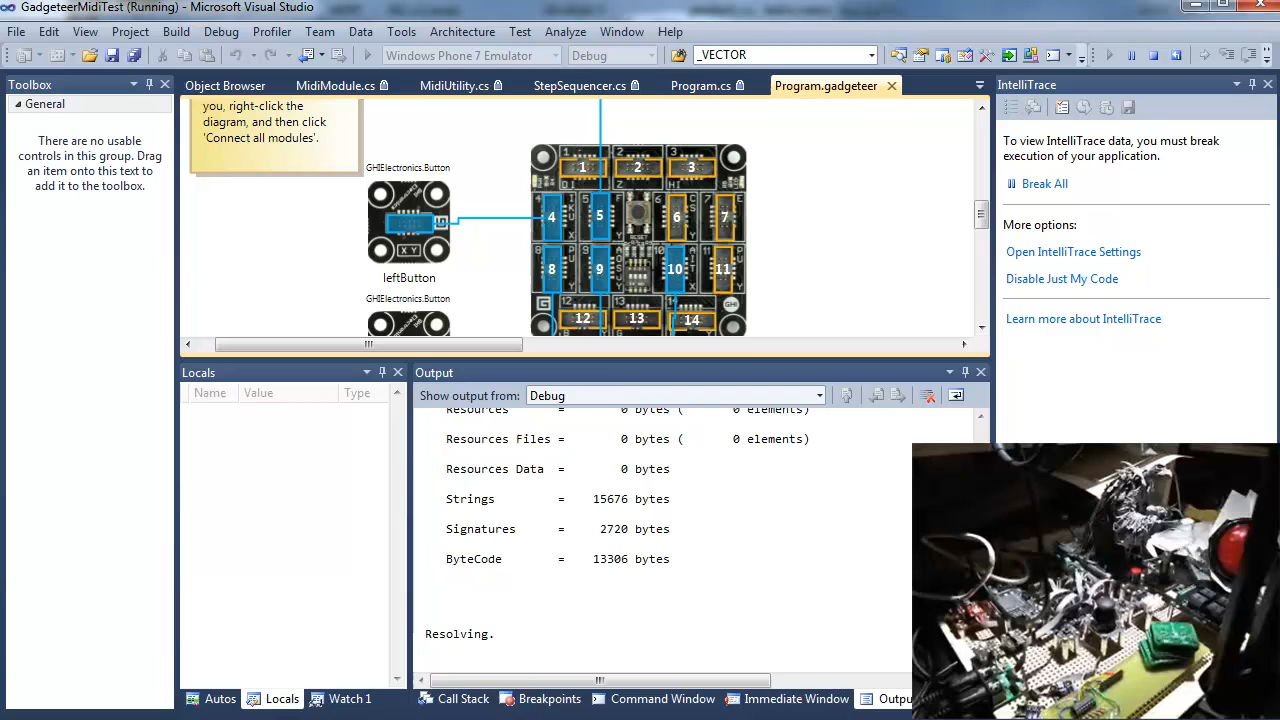 GadgeteerMidiTest (Running) - Microsoft Visual Studio
File Edit View Project Build Debug Profiler Team Data Tools Architecture Test Analyze Window Help
Windows Phone 7 Emulator Debug _VECTOR
Toolbox
General
There are no usable
controls in this group. Drag
an item onto this text to
add it to the toolbox.
Object Browser MidiModule.cs MidiUtility.cs StepSequencer.cs Program.cs Program.gadgeteer
you, right-click the
diagram, and then click
'Connect all modules'.
GHIElectronics.Button
X Y
leftButton
GHIElectronics.Button
1 2 3
4 5 6 7
RESET
8 9 10 11
G GHI
12 13 14
IntelliTrace
To view IntelliTrace data, you must break
execution of your application.
Break All
More options:
Open IntelliTrace Settings
Disable Just My Code
Learn more about IntelliTrace
Locals
Name Value Type
Autos Locals Watch 1
Output
Show output from: Debug
Resources = 0 bytes ( 0 elements)
Resources Files = 0 bytes ( 0 elements)
Resources Data = 0 bytes
Strings = 15676 bytes
Signatures = 2720 bytes
ByteCode = 13306 bytes
Resolving.
Call Stack Breakpoints Command Window Immediate Window Outpu